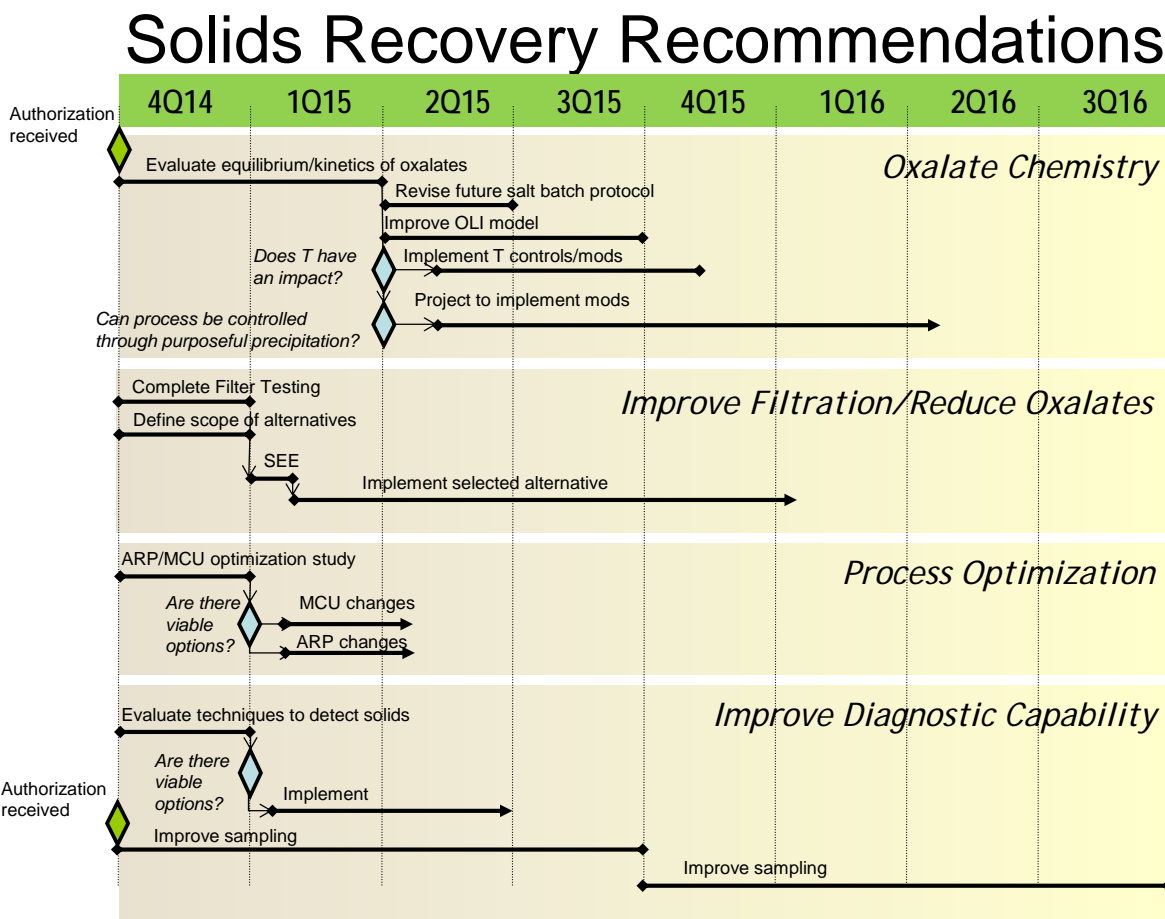 Solids Recovery Recommendations
4Q14 1Q15 2Q15 3Q15 4Q15 1Q16 2Q16 3Q16
Authorization
received
Oxalate Chemistry
Evaluate equilibrium/kinetics of oxalates
Revise future salt batch protocol
Improve OLI model
Does T have
an impact?
Implement T controls/mods
Project to implement mods
Can process be controlled
through purposeful precipitation?
Improve Filtration/Reduce Oxalates
Complete Filter Testing
Define scope of alternatives
SEE
Implement selected alternative
Process Optimization
ARP/MCU optimization study
Are there
viable
options?
MCU changes
ARP changes
Improve Diagnostic Capability
Evaluate techniques to detect solids
Are there
viable
options?
Implement
Authorization
received
Improve sampling
Improve sampling